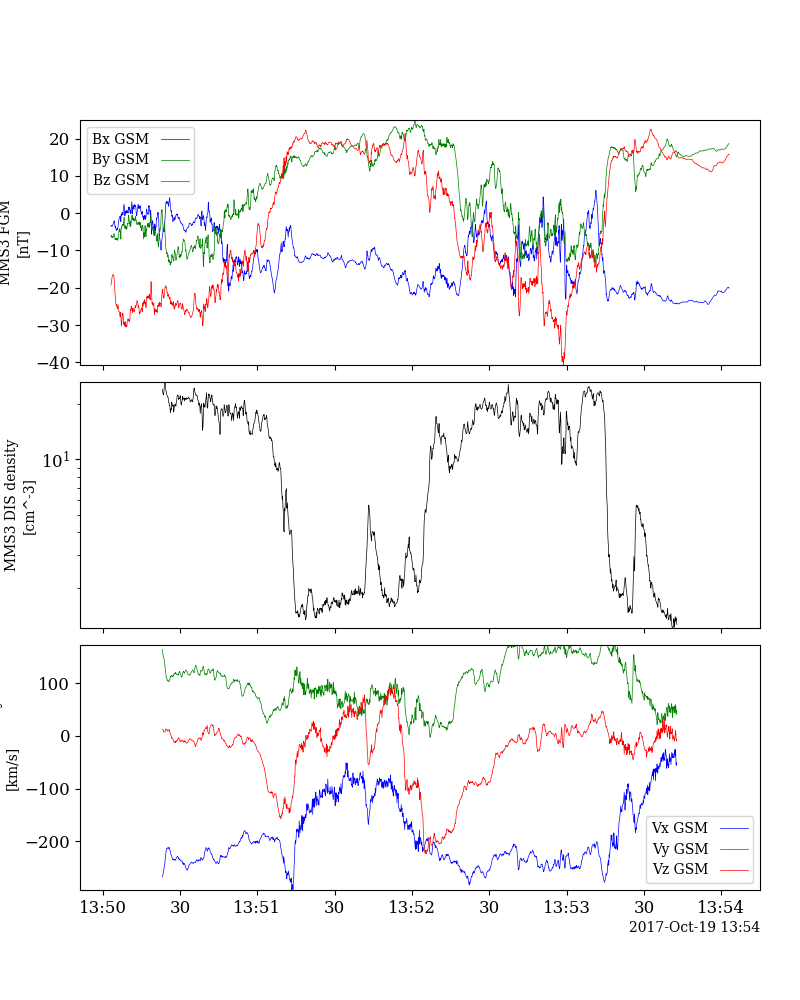 Bx GSM
By GSM
Bz GSM
20
10
0
−10
−20
−30
−40
MMS3 FGM
[nT]
10^1
MMS3 DIS density
[cm^-3]
100
0
−100
−200
[km/s]
Vx GSM
Vy GSM
Vz GSM
13:50 30 13:51 30 13:52 30 13:53 30 13:54
2017-Oct-19 13:54